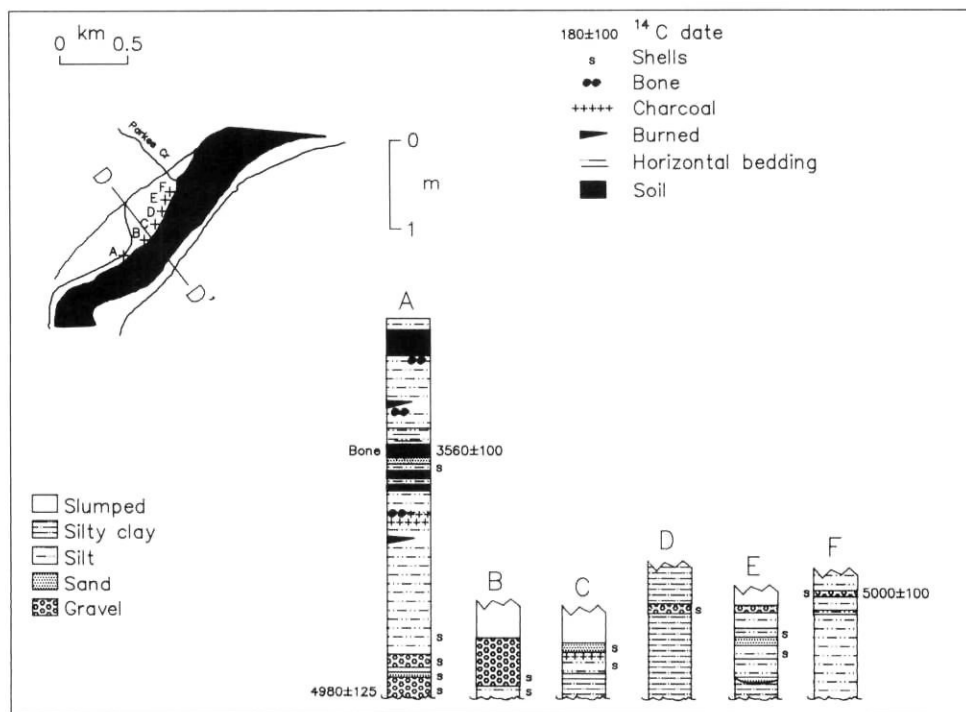 km
0 0.5
Parkes Cr
D
F
E
D
C
B
A
D'
0
m
1
180±100 ¹⁴C date
s Shells
Bone
+++++ Charcoal
Burned
Horizontal bedding
Soil
A
Bone 3560±100
s
s
s
s
4980±125
B
s
s
C
s
s
D
s
E
s
s
F
s 5000±100
Slumped
Silty clay
Silt
Sand
Gravel